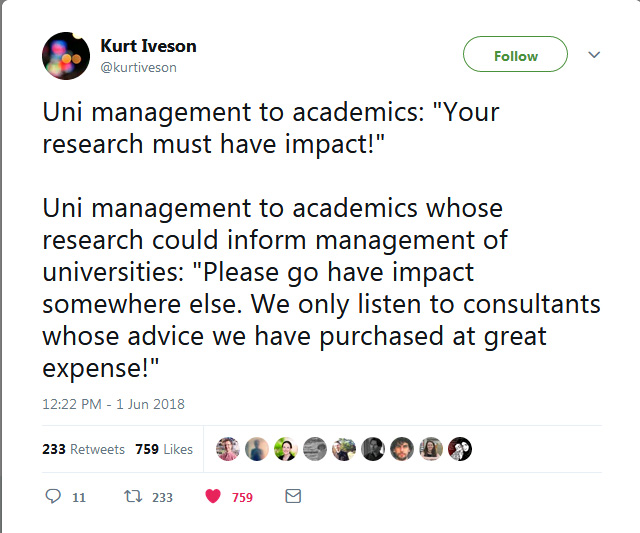 Kurt Iveson
@kurtiveson
Follow
Uni management to academics: "Your
research must have impact!"
Uni management to academics whose
research could inform management of
universities: "Please go have impact
somewhere else. We only listen to consultants
whose advice we have purchased at great
expense!"
12:22 PM - 1 Jun 2018
233 Retweets 759 Likes
11 233 759